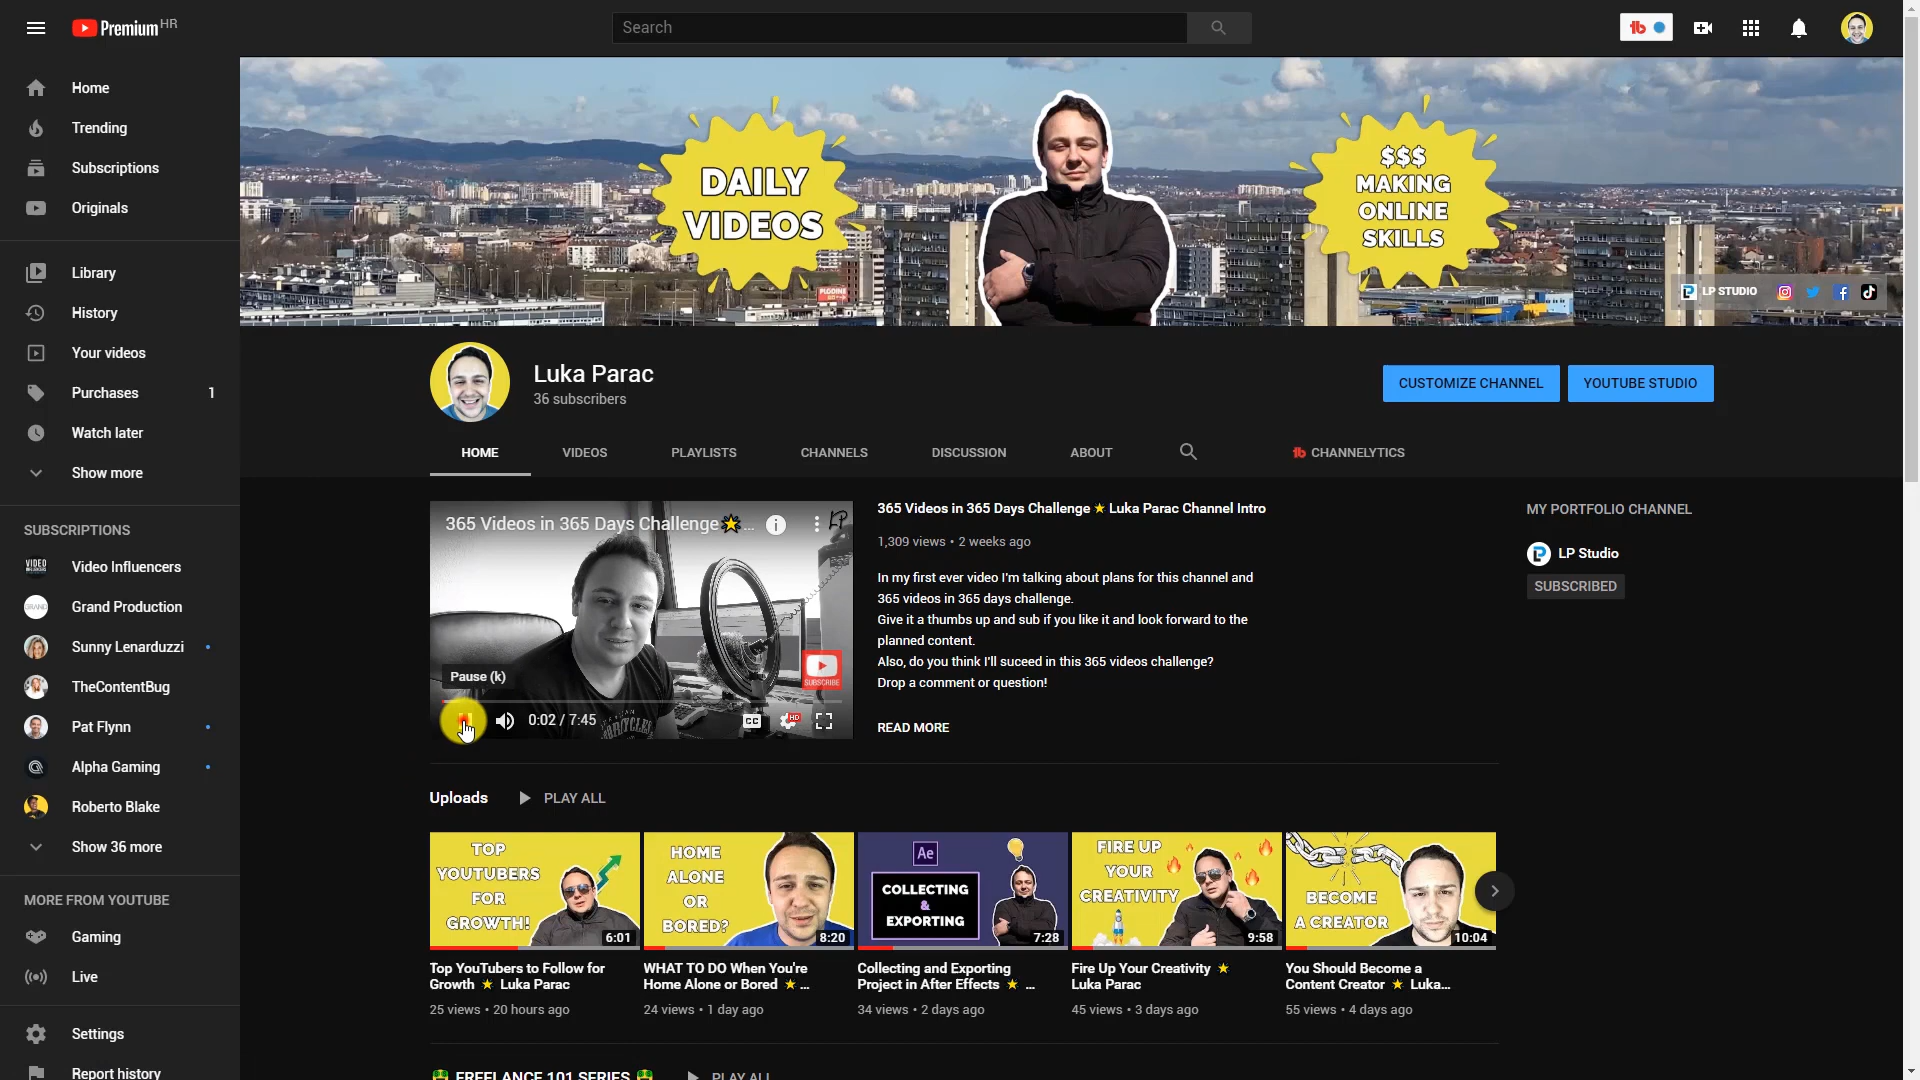 Premium HR
Search
Home
Trending
Subscriptions
Originals
Library
History
Your videos
Purchases 1
Watch later
Show more
SUBSCRIPTIONS
Video Influencers
Grand Production
Sunny Lenarduzzi
TheContentBug
Pat Flynn
Alpha Gaming
Roberto Blake
Show 36 more
MORE FROM YOUTUBE
Gaming
Live
Settings
Report history
DAILY
VIDEOS
$$$
MAKING
ONLINE
SKILLS
LP STUDIO
Luka Parac
36 subscribers
CUSTOMIZE CHANNEL
YOUTUBE STUDIO
HOME
VIDEOS
PLAYLISTS
CHANNELS
DISCUSSION
ABOUT
CHANNELYTICS
365 Videos in 365 Days Challenge ★ ...
LP
SUBSCRIBE
Pause (k)
0:02 / 7:45
CC
HD
365 Videos in 365 Days Challenge ★ Luka Parac Channel Intro
1,309 views • 2 weeks ago
In my first ever video I'm talking about plans for this channel and
365 videos in 365 days challenge.
Give it a thumbs up and sub if you like it and look forward to the
planned content.
Also, do you think I'll suceed in this 365 videos challenge?
Drop a comment or question!
READ MORE
MY PORTFOLIO CHANNEL
LP Studio
SUBSCRIBED
Uploads
PLAY ALL
TOP
YOUTUBERS
FOR
GROWTH!
6:01
Top YouTubers to Follow for
Growth ★ Luka Parac
25 views • 20 hours ago
HOME
ALONE
OR
BORED?
8:20
WHAT TO DO When You're
Home Alone or Bored ★ ...
24 views • 1 day ago
Ae
COLLECTING
&
EXPORTING
7:28
Collecting and Exporting
Project in After Effects ★ ...
34 views • 2 days ago
FIRE UP
YOUR
CREATIVITY
9:58
Fire Up Your Creativity ★
Luka Parac
45 views • 3 days ago
BECOME
A CREATOR
10:04
You Should Become a
Content Creator ★ Luka...
55 views • 4 days ago
FREELANCE 101 SERIES
PLAY ALL